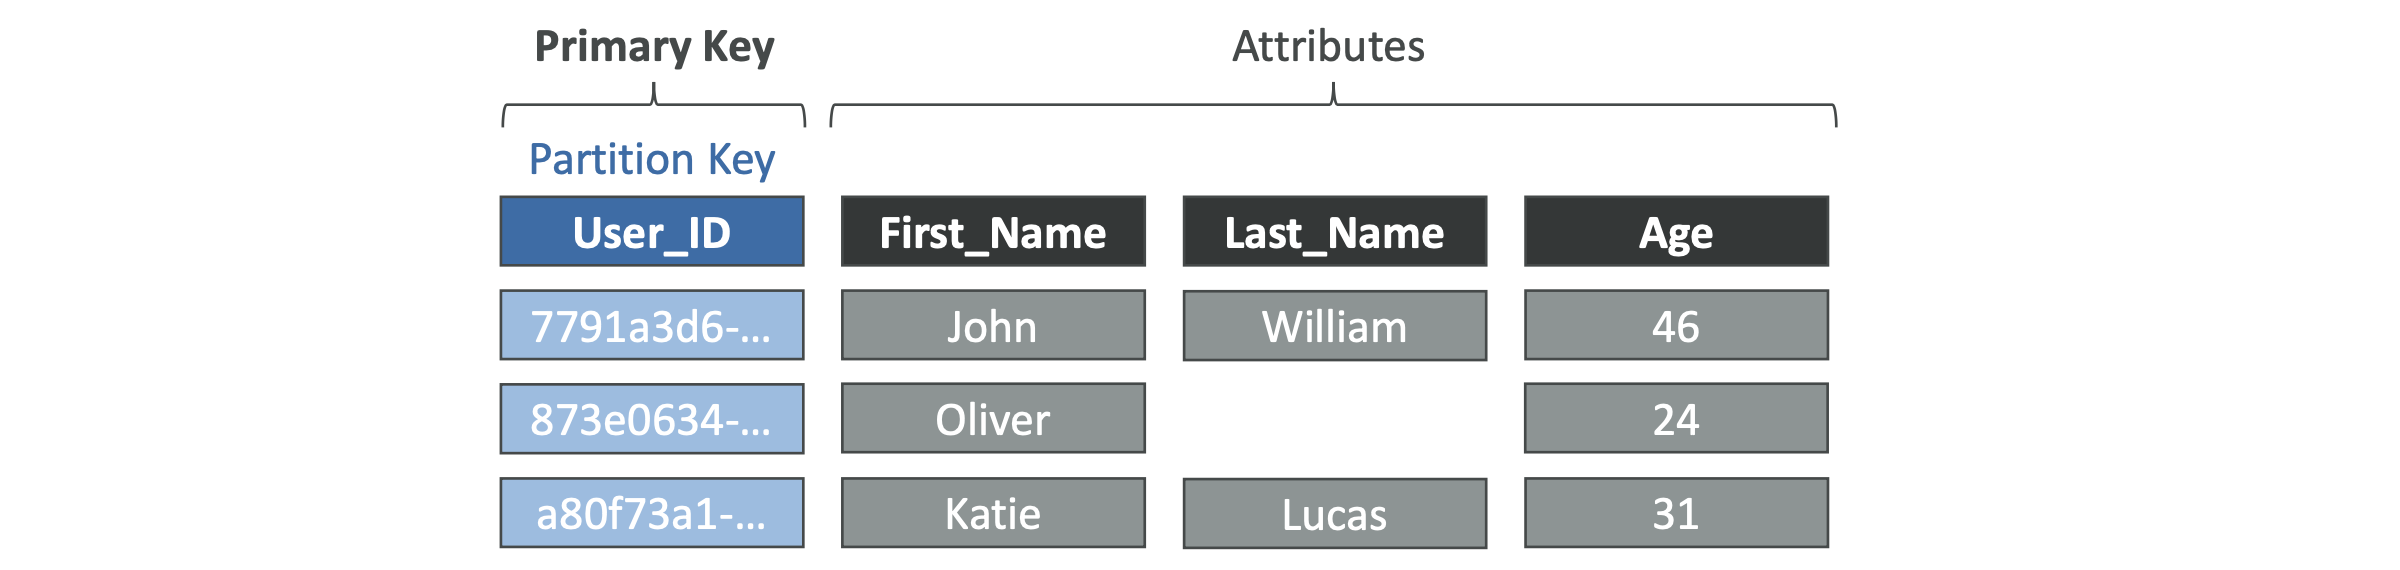 Primary Key Attributes
Partition Key
User_ID First_Name Last_Name Age
7791a3d6-... John William 46
873e0634-... Oliver 24
a80f73a1-... Katie Lucas 31